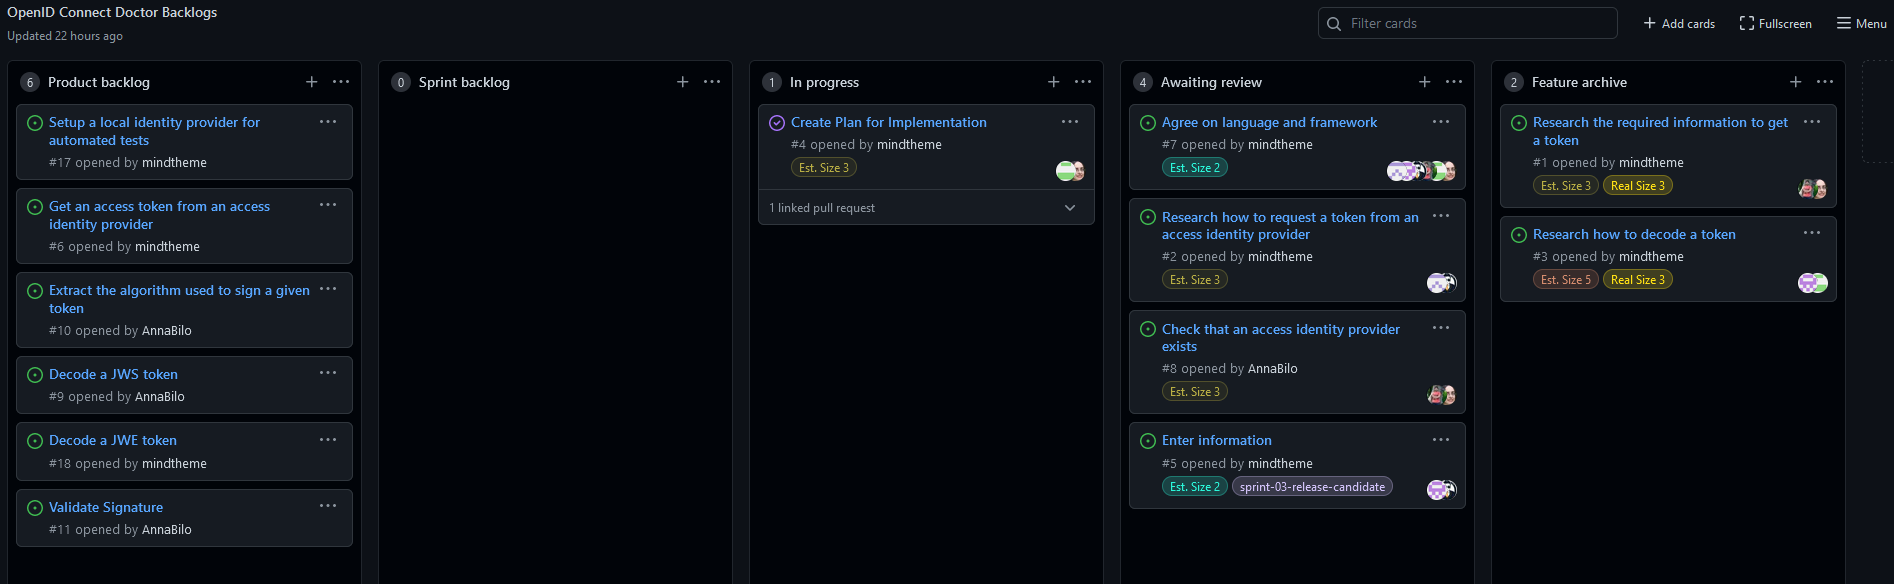 OpenID Connect Doctor Backlogs
Updated 22 hours ago
Filter cards
Add cards
Fullscreen
Menu
6 Product backlog
Setup a local identity provider for
automated tests
#17 opened by mindtheme
Get an access token from an access
identity provider
#6 opened by mindtheme
Extract the algorithm used to sign a given
token
#10 opened by AnnaBilo
Decode a JWS token
#9 opened by AnnaBilo
Decode a JWE token
#18 opened by mindtheme
Validate Signature
#11 opened by AnnaBilo
0 Sprint backlog
1 In progress
Create Plan for Implementation
#4 opened by mindtheme
Est. Size 3
1 linked pull request
4 Awaiting review
Agree on language and framework
#7 opened by mindtheme
Est. Size 2
Research how to request a token from an
access identity provider
#2 opened by mindtheme
Est. Size 3
Check that an access identity provider
exists
#8 opened by AnnaBilo
Est. Size 3
Enter information
#5 opened by mindtheme
Est. Size 2 sprint-03-release-candidate
2 Feature archive
Research the required information to get
a token
#1 opened by mindtheme
Est. Size 3 Real Size 3
Research how to decode a token
#3 opened by mindtheme
Est. Size 5 Real Size 3